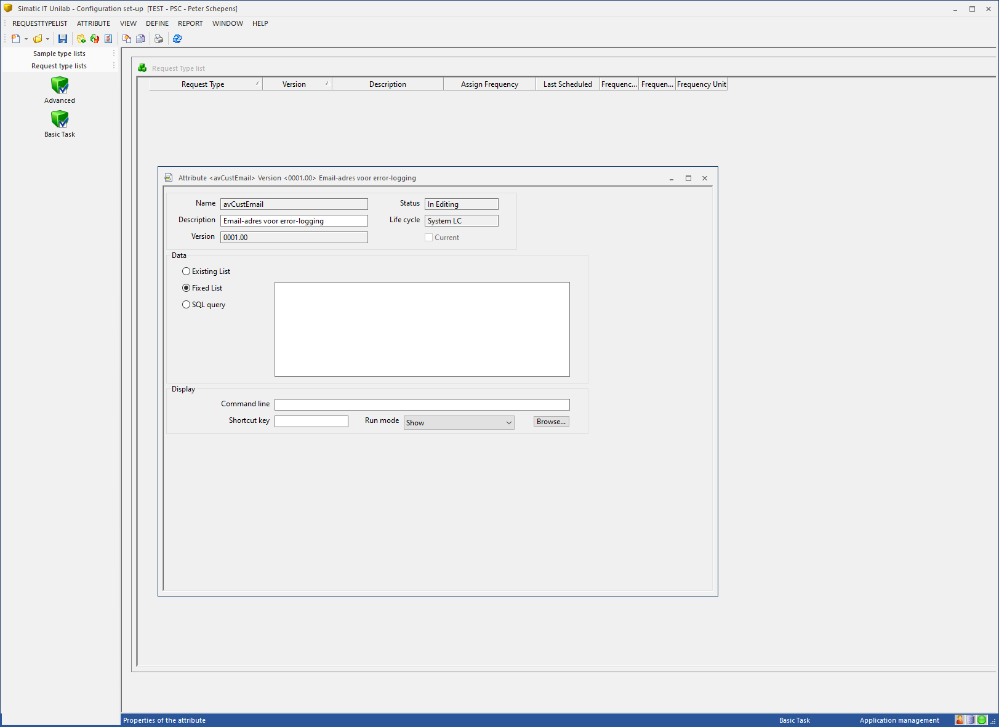 Simatic IT Unilab - Configuration set-up [TEST - PSC - Peter Schepens]
REQUESTTYPELIST ATTRIBUTE VIEW DEFINE REPORT WINDOW HELP
Sample type lists
Request type lists
Advanced
Basic Task
Request Type list
Request Type Version Description Assign Frequency Last Scheduled Frequenc... Frequen... Frequency Unit
Attribute <avCustEmail> Version <0001.00> Email-adres voor error-logging
Name avCustEmail Status In Editing
Description Email-adres voor error-logging Life cycle System LC
Version 0001.00 Current
Data
Existing List
Fixed List
SQL query
Display
Command line
Shortcut key Run mode Show Browse...
Properties of the attribute Basic Task Application management